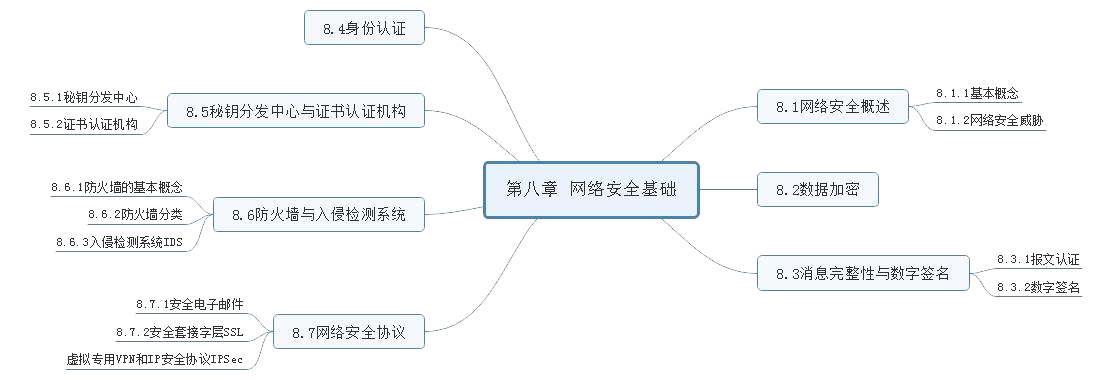 第八章 网络安全基础
8.1网络安全概述
8.1.1基本概念
8.1.2网络安全威胁
8.2数据加密
8.3消息完整性与数字签名
8.3.1报文认证
8.3.2数字签名
8.4身份认证
8.5秘钥分发中心与证书认证机构
8.5.1秘钥分发中心
8.5.2证书认证机构
8.6防火墙与入侵检测系统
8.6.1防火墙的基本概念
8.6.2防火墙分类
8.6.3入侵检测系统IDS
8.7网络安全协议
8.7.1安全电子邮件
8.7.2安全套接字层SSL
虚拟专用VPN和IP安全协议IPSec